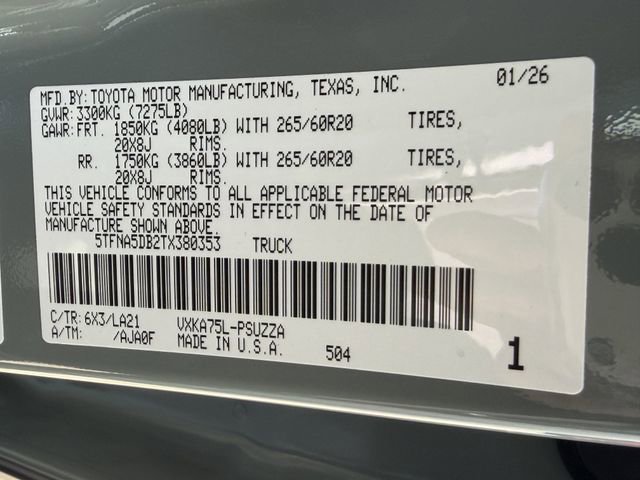 MFD.BY:TOYOTA MOTOR MANUFACTURING, TEXAS, INC. 01/26
GVWR:3300KG (7275LB)
GAWR:FRT. 1850KG (4080LB) WITH 265/60R20 TIRES,
20X8J RIMS.
RR. 1750KG (3860LB) WITH 265/60R20 TIRES,
20X8J RIMS.
THIS VEHICLE CONFORMS TO ALL APPLICABLE FEDERAL MOTOR
VEHICLE SAFETY STANDARDS IN EFFECT ON THE DATE OF
MANUFACTURE SHOWN ABOVE.
5TFNA5DB2TX380353 TRUCK
C/TR:6X3/LA21 VXKA75L-PSUZZA
A/TM: /AJA0F MADE IN U.S.A. 504 1